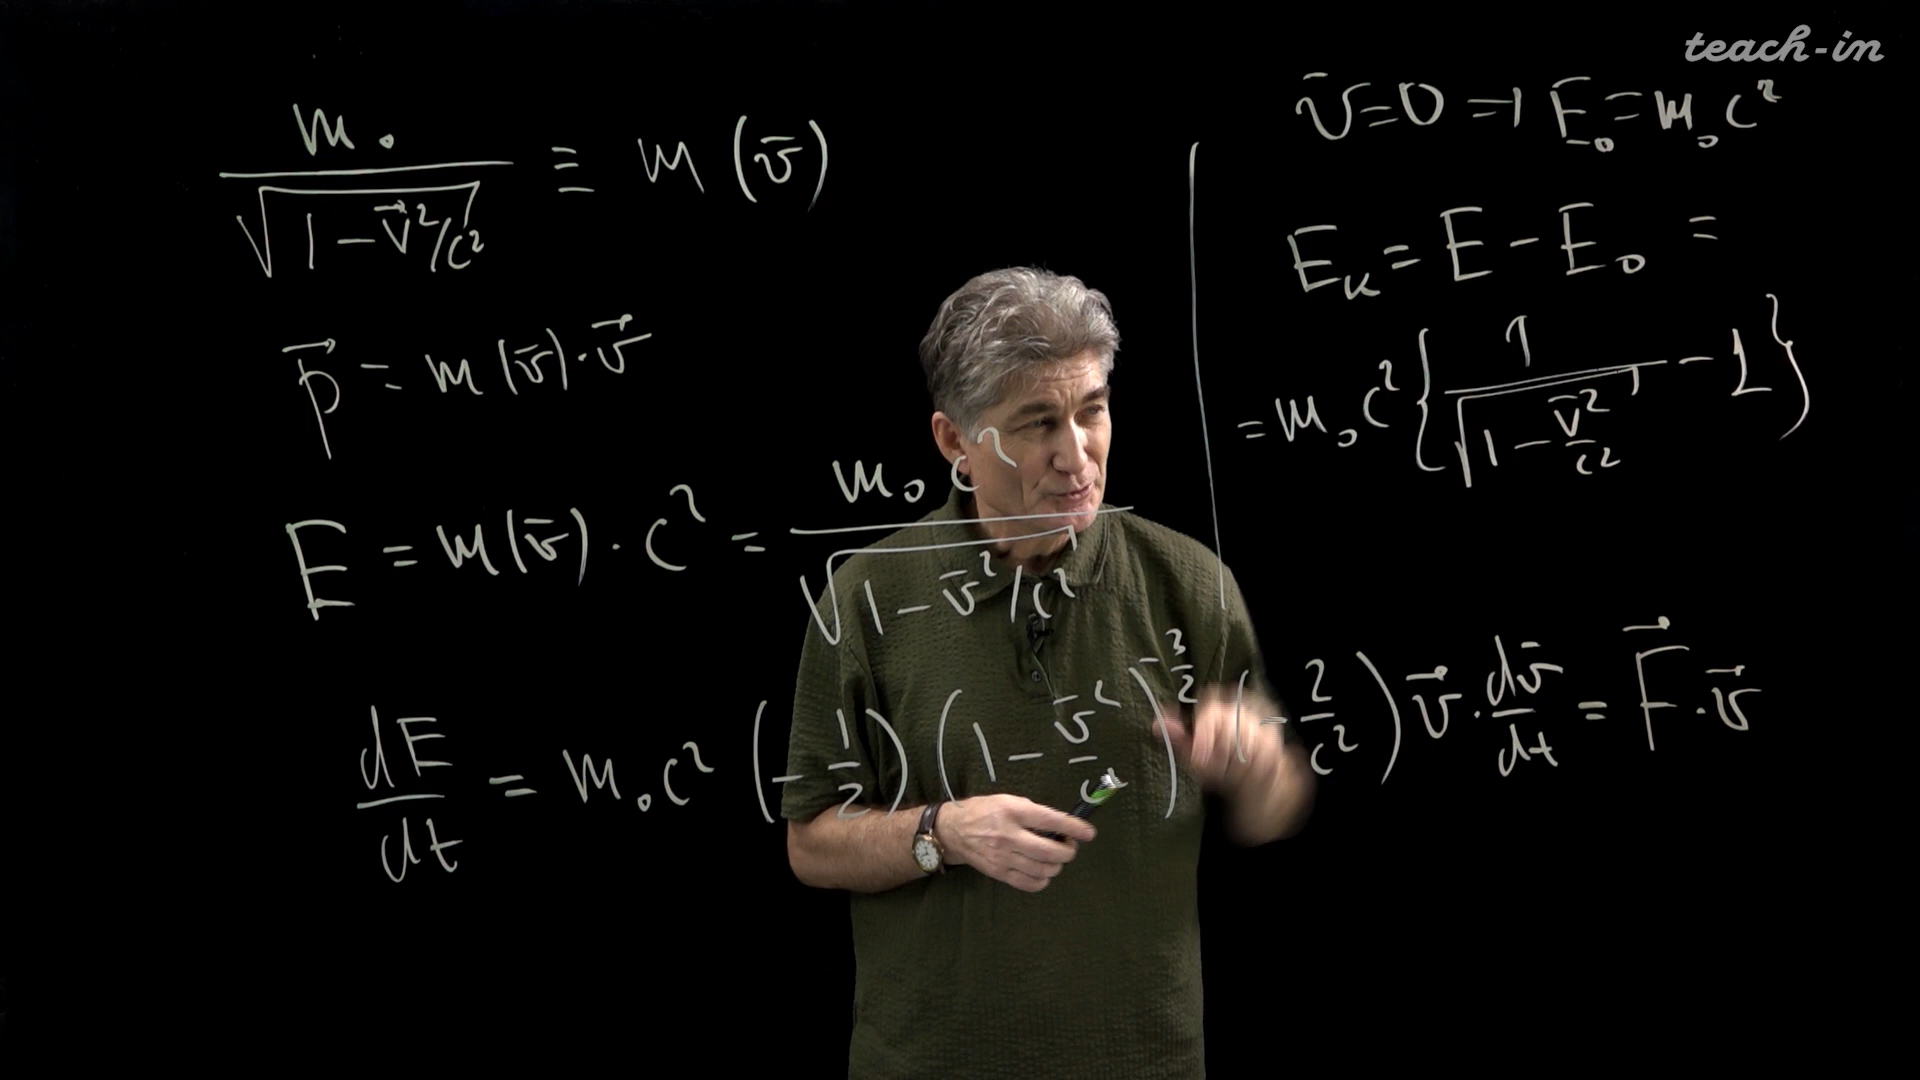 teach-in
m₀ / √(1 − v⃗²/c²) ≡ m(v̄)
p⃗ = m(v̄)·v⃗
E = m(v̄)·c² = m₀c² / √(1 − v̄²/c²)
dE/dt = m₀c² (−1/2) (1 − v̄²/c²)^(−3/2) (−2/c²) v⃗·dv̄/dt = F⃗·v⃗
v̄ = 0 ⇒ E₀ = m₀c²
Eₖ = E − E₀ =
= m₀c² {1 / √(1 − v̄²/c²) − 1}